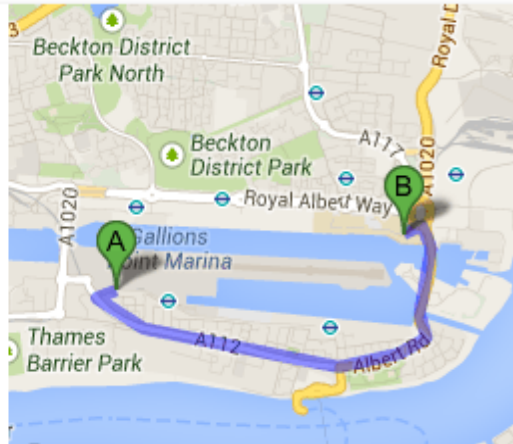 3
Beckton District
Park North
Royal D
A117
A1020
Beckton
District Park
B
Royal Albert Way
A1020
A
Gallions
Point Marina
Thames
Barrier Park
A112
Albert Rd